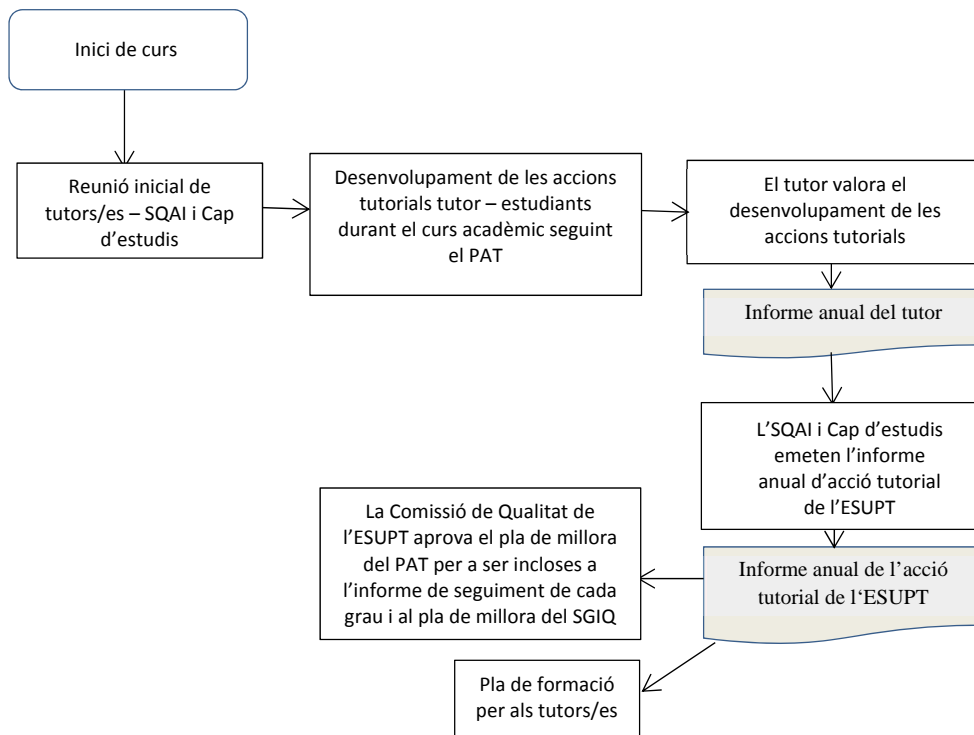 Inici de curs
Reunió inicial de
tutors/es – SQAI i Cap
d’estudis
Desenvolupament de les accions
tutorials tutor – estudiants
durant el curs acadèmic seguint
el PAT
El tutor valora el
desenvolupament de les
accions tutorials
Informe anual del tutor
L’SQAI i Cap d’estudis
emeten l’informe
anual d’acció tutorial
de l’ESUPT
La Comissió de Qualitat de
l’ESUPT aprova el pla de millora
del PAT per a ser incloses a
l’informe de seguiment de cada
grau i al pla de millora del SGIQ
Informe anual de l’acció
tutorial de l‘ESUPT
Pla de formació
per als tutors/es